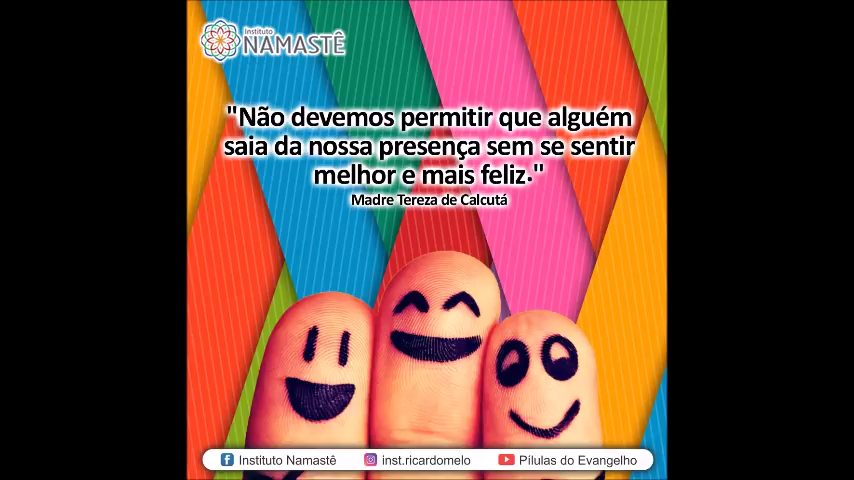 Instituto
NAMASTÊ
"Não devemos permitir que alguém
saia da nossa presença sem se sentir
melhor e mais feliz."
Madre Tereza de Calcutá
Instituto Namastê inst.ricardomelo Pílulas do Evangelho